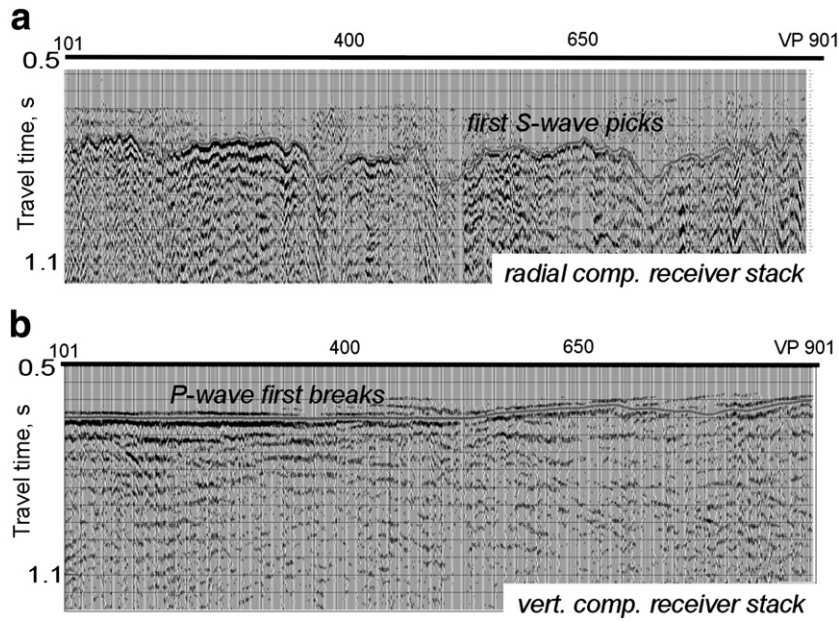 a
101 400 650 VP 901
0.5
first S-wave picks
Travel time, s
1.1
radial comp. receiver stack
b
101 400 650 VP 901
0.5
P-wave first breaks
Travel time, s
1.1
vert. comp. receiver stack